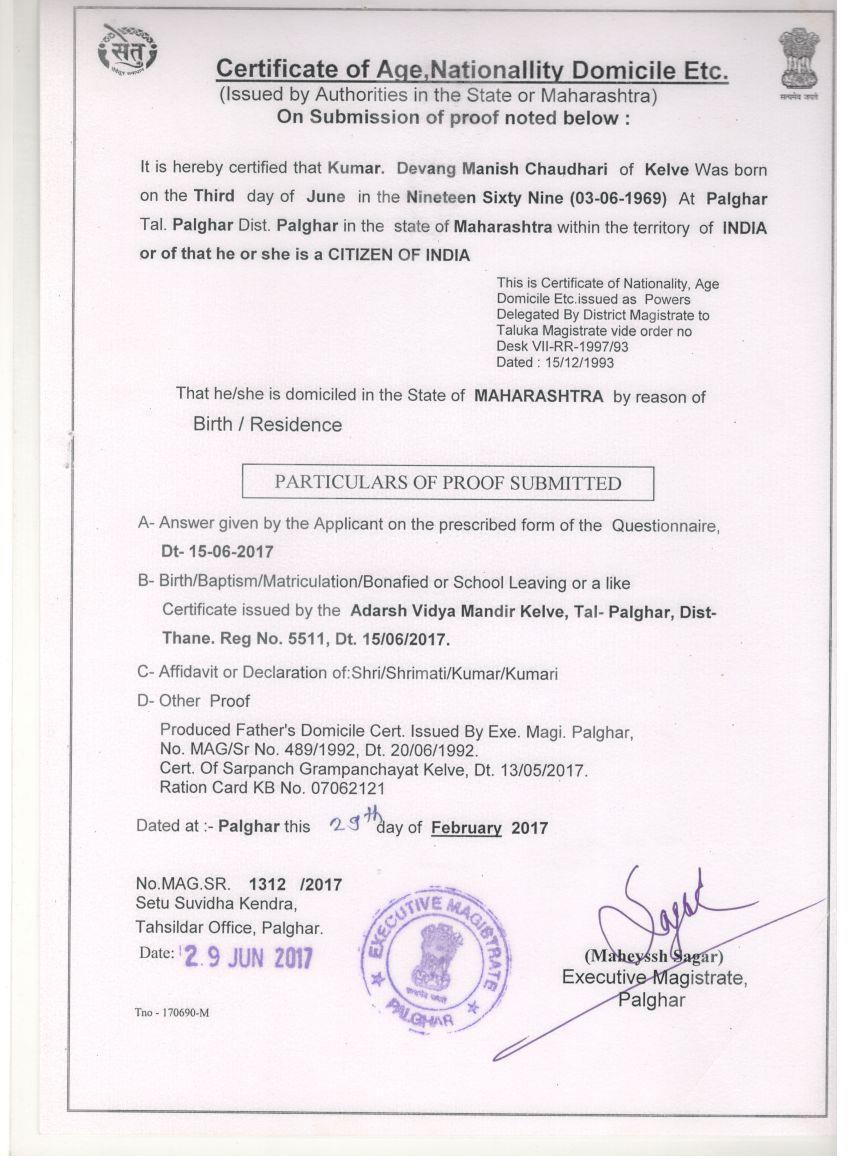 सेतु
सत्यमेव जयते
Certificate of Age,Nationallity Domicile Etc.
(Issued by Authorities in the State or Maharashtra)
On Submission of proof noted below :
It is hereby certified that Kumar. Devang Manish Chaudhari of Kelve Was born
on the Third day of June in the Nineteen Sixty Nine (03-06-1969) At Palghar
Tal. Palghar Dist. Palghar in the state of Maharashtra within the territory of INDIA
or of that he or she is a CITIZEN OF INDIA
This is Certificate of Nationality, Age
Domicile Etc.issued as Powers
Delegated By District Magistrate to
Taluka Magistrate vide order no
Desk VII-RR-1997/93
Dated : 15/12/1993
That he/she is domiciled in the State of MAHARASHTRA by reason of
Birth / Residence
PARTICULARS OF PROOF SUBMITTED
A- Answer given by the Applicant on the prescribed form of the Questionnaire,
Dt- 15-06-2017
B- Birth/Baptism/Matriculation/Bonafied or School Leaving or a like
Certificate issued by the Adarsh Vidya Mandir Kelve, Tal- Palghar, Dist-
Thane. Reg No. 5511, Dt. 15/06/2017.
C- Affidavit or Declaration of:Shri/Shrimati/Kumar/Kumari
D- Other Proof
Produced Father's Domicile Cert. Issued By Exe. Magi. Palghar,
No. MAG/Sr No. 489/1992, Dt. 20/06/1992.
Cert. Of Sarpanch Grampanchayat Kelve, Dt. 13/05/2017.
Ration Card KB No. 07062121
Dated at :- Palghar this 29th day of February 2017
No.MAG.SR. 1312 /2017
Setu Suvidha Kendra,
Tahsildar Office, Palghar.
Date: 29 JUN 2017
Tno - 170690-M
EXECUTIVE MAGISTRATE
सत्यमेव जयते
PALGHAR
Sagar
(Maheyssh Sagar)
Executive Magistrate,
Palghar